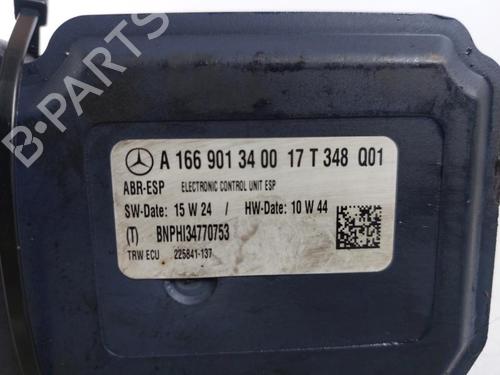 A 166 901 34 00 17 T 348 Q01
ABR-ESP ELECTRONIC CONTROL UNIT ESP
SW-Date: 15 W 24 / HW-Date: 10 W 44
(T) BNPHI34770753
TRW ECU 225841-137
B-PARTS